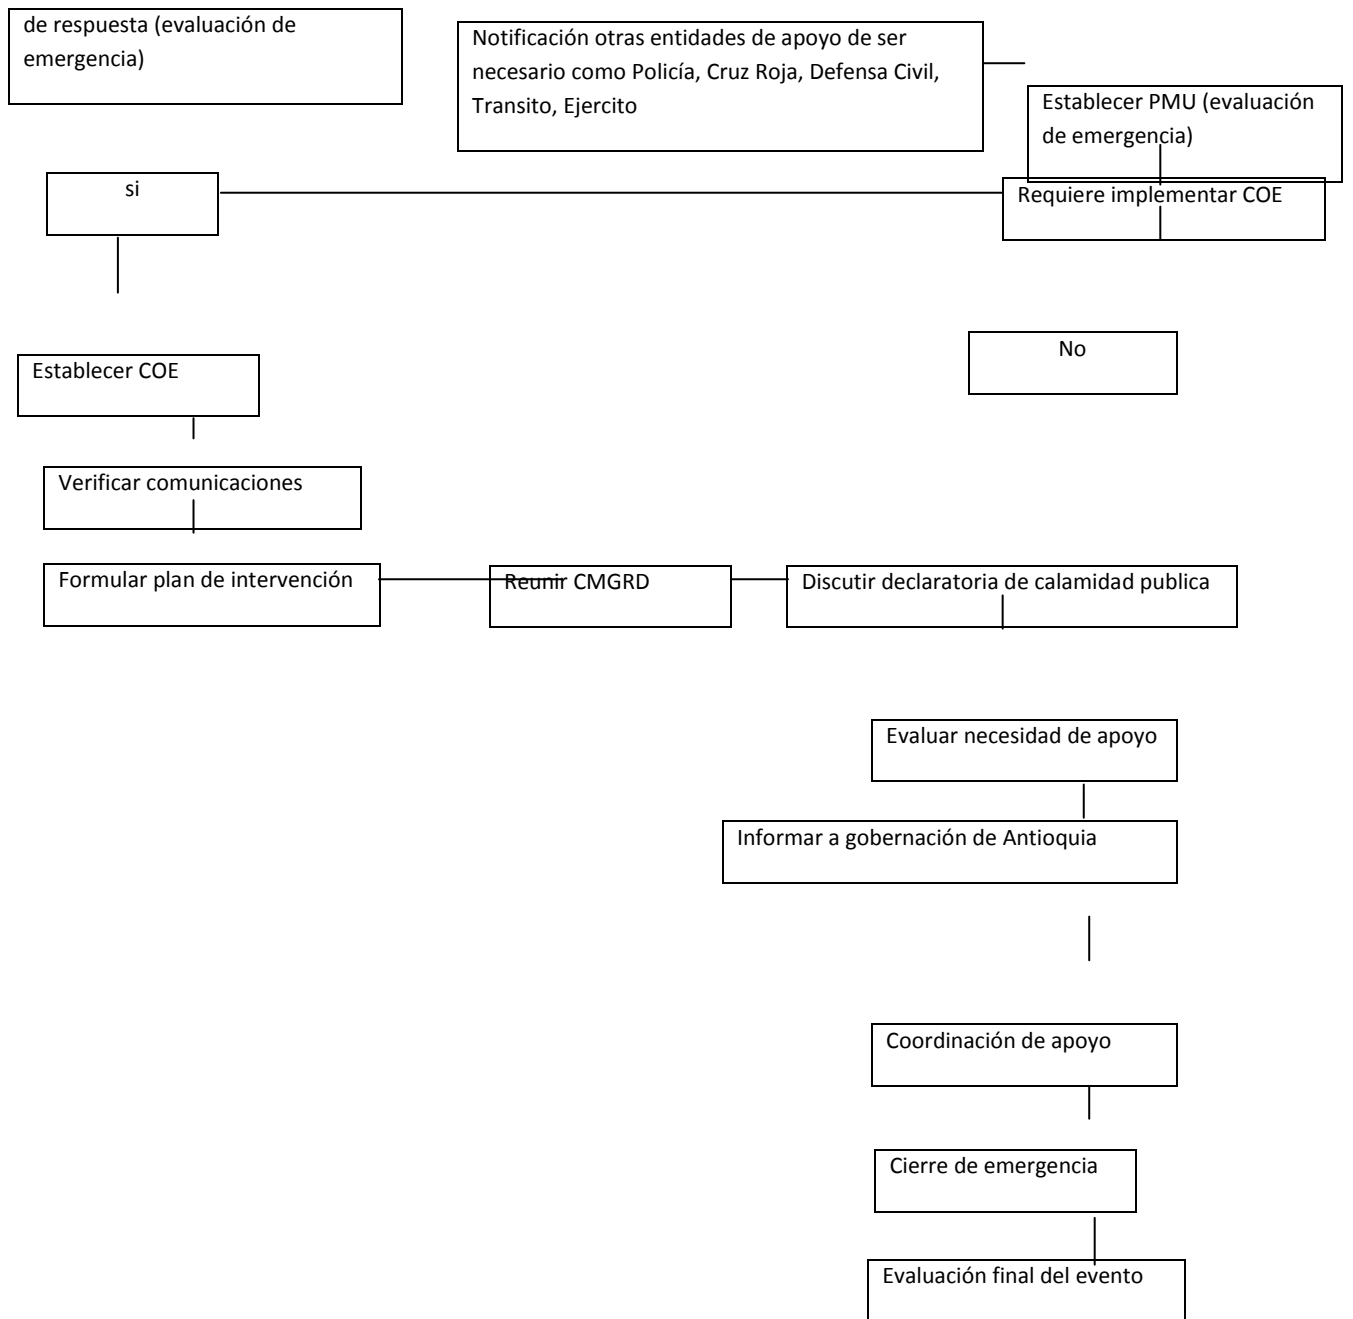 de respuesta (evaluación de
emergencia)
Notificación otras entidades de apoyo de ser
necesario como Policía, Cruz Roja, Defensa Civil,
Transito, Ejercito
Establecer PMU (evaluación
de emergencia)
si
Requiere implementar COE
No
Establecer COE
Verificar comunicaciones
Formular plan de intervención
Reunir CMGRD
Discutir declaratoria de calamidad publica
Evaluar necesidad de apoyo
Informar a gobernación de Antioquia
Coordinación de apoyo
Cierre de emergencia
Evaluación final del evento